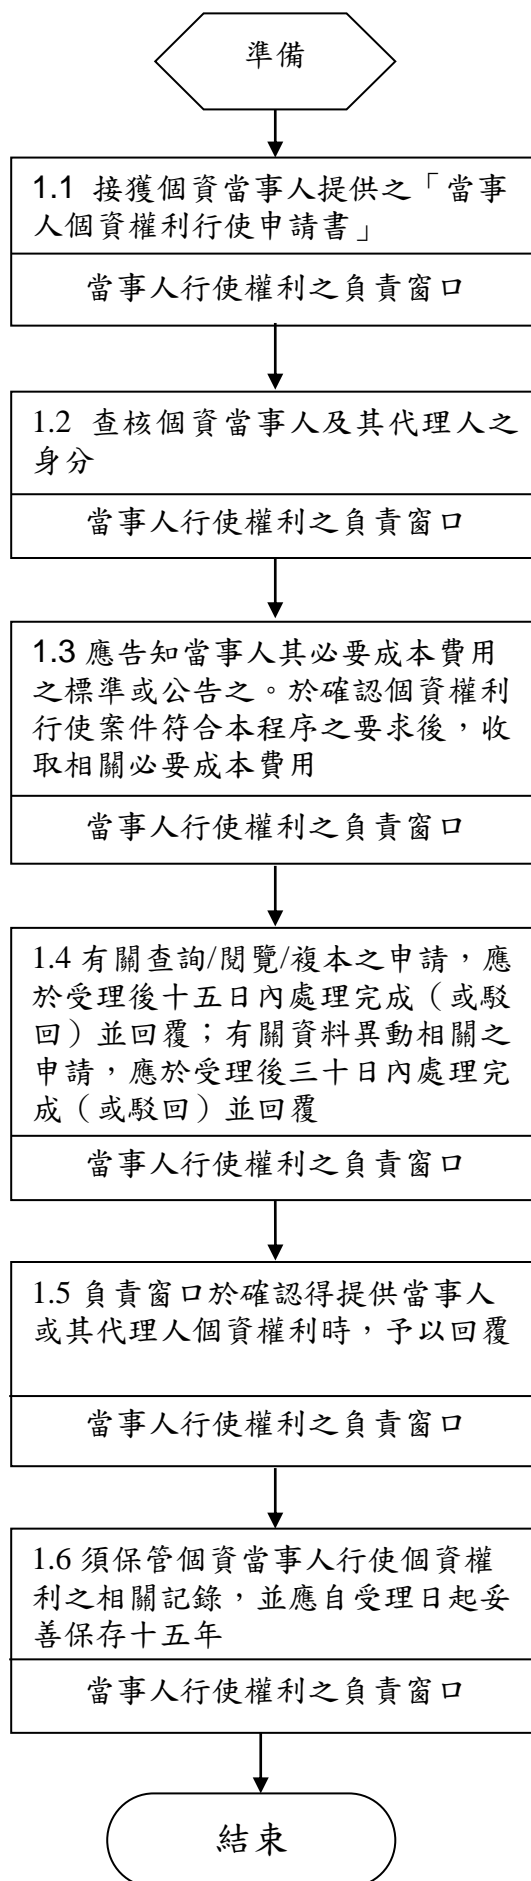 準備
1.1 接獲個資當事人提供之「當事
人個資權利行使申請書」
當事人行使權利之負責窗口
1.2 查核個資當事人及其代理人之
身分
當事人行使權利之負責窗口
1.3 應告知當事人其必要成本費用
之標準或公告之。於確認個資權利
行使案件符合本程序之要求後，收
取相關必要成本費用
當事人行使權利之負責窗口
1.4 有關查詢/閱覽/複本之申請，應
於受理後十五日內處理完成（或駁
回）並回覆；有關資料異動相關之
申請，應於受理後三十日內處理完
成（或駁回）並回覆
當事人行使權利之負責窗口
1.5 負責窗口於確認得提供當事人
或其代理人個資權利時，予以回覆
當事人行使權利之負責窗口
1.6 須保管個資當事人行使個資權
利之相關記錄，並應自受理日起妥
善保存十五年
當事人行使權利之負責窗口
結束